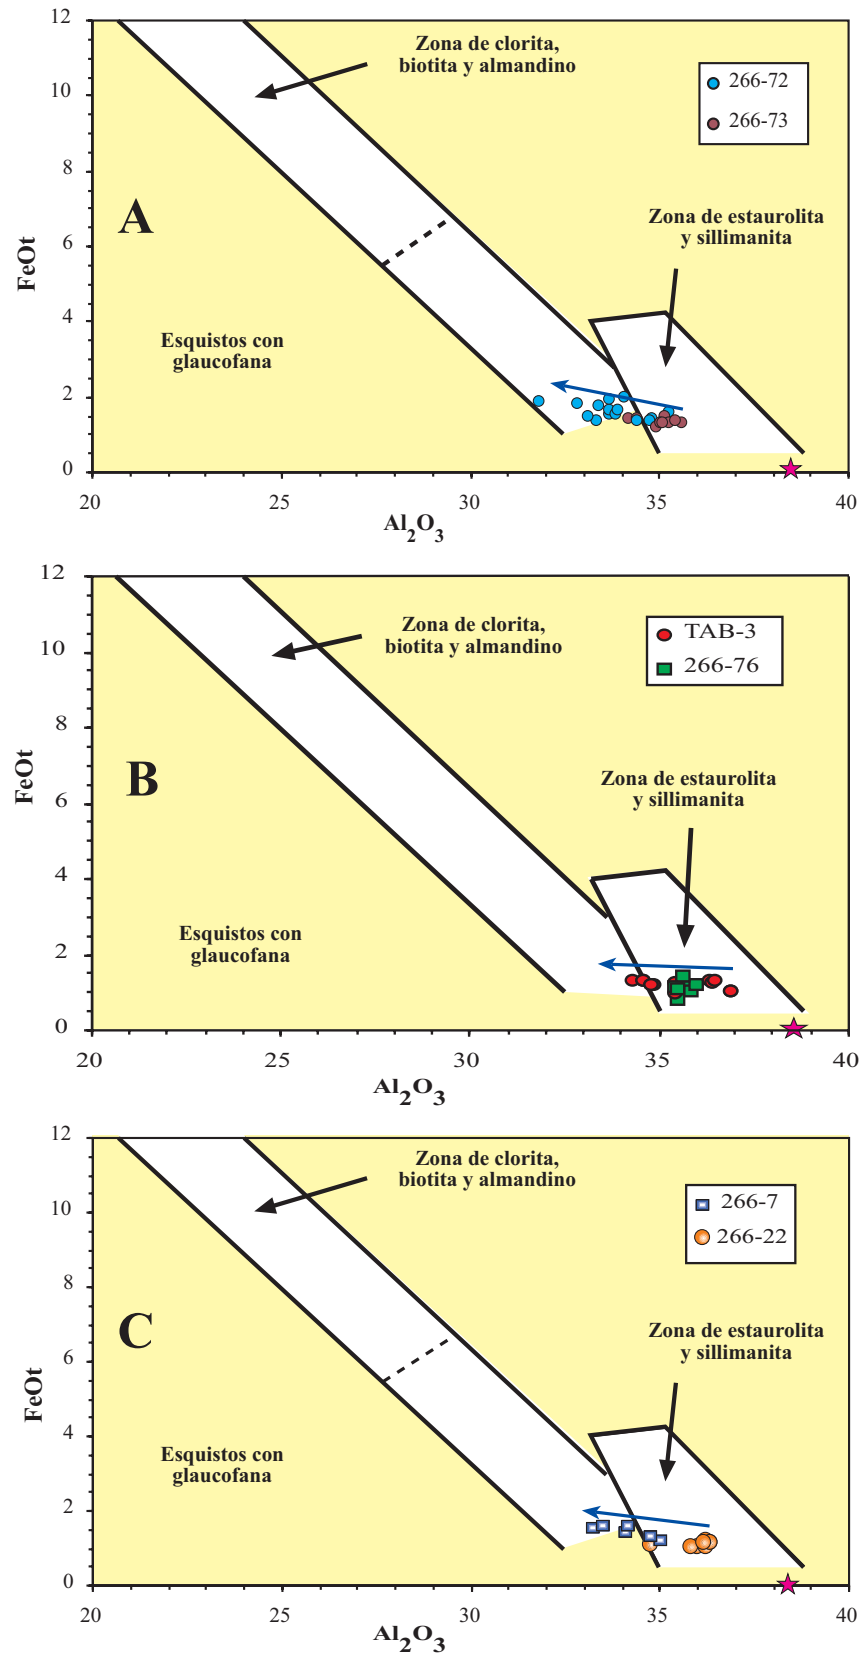 12
10
8
6
4
2
0
FeOt
Zona de clorita,
biotita y almandino
266-72
266-73
A
Zona de estaurolita
y sillimanita
Esquistos con
glaucofana
20
25
30
35
40
Al2O3
12
10
8
6
4
2
0
FeOt
Zona de clorita,
biotita y almandino
TAB-3
266-76
B
Zona de estaurolita
y sillimanita
Esquistos con
glaucofana
20
25
30
35
40
Al2O3
12
10
8
6
4
2
0
FeOt
Zona de clorita,
biotita y almandino
266-7
266-22
C
Zona de estaurolita
y sillimanita
Esquistos con
glaucofana
20
25
30
35
40
Al2O3